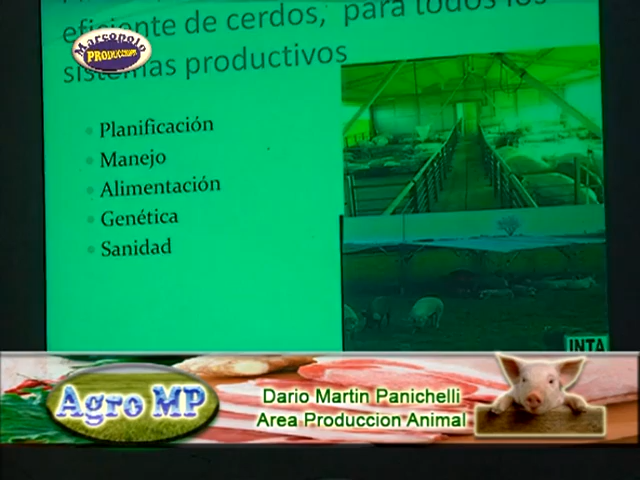 eficiente de cerdos, para todos los
sistemas productivos
Marcopolo
PRODUCCIONES
• Planificación
• Manejo
• Alimentación
• Genética
• Sanidad
INTA
Agro MP
Dario Martin Panichelli
Area Produccion Animal